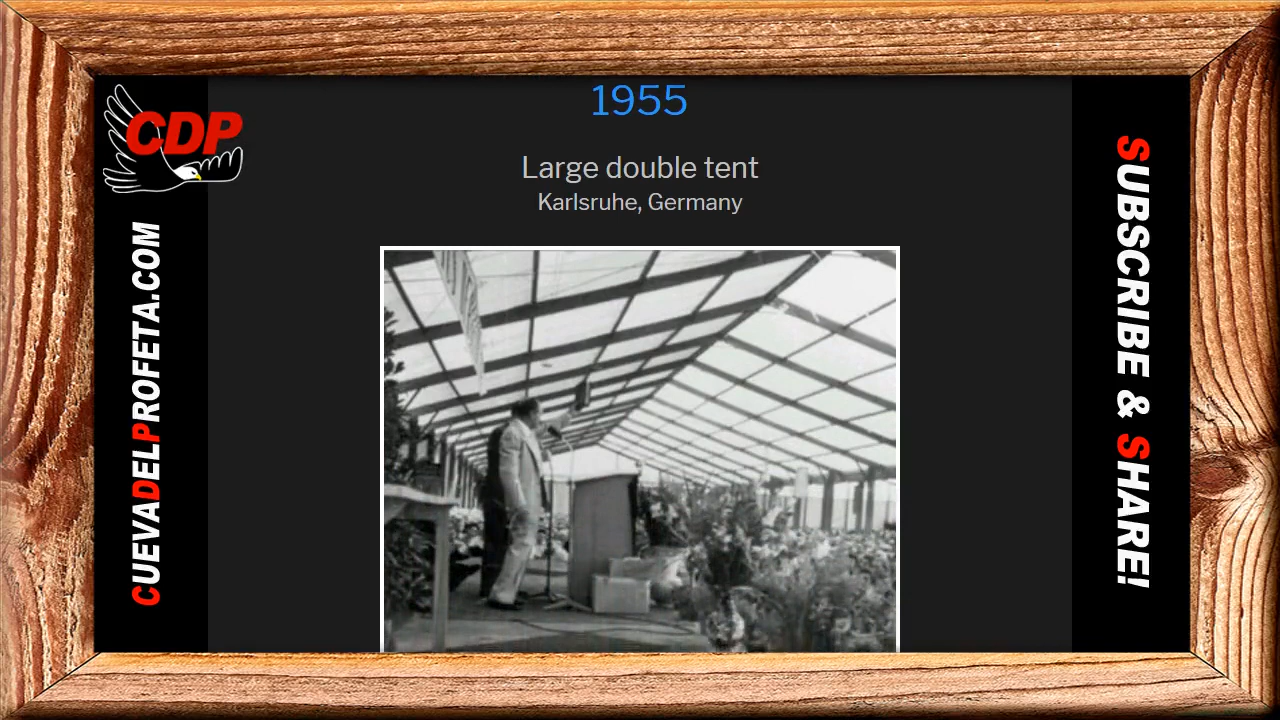 CDP
CUEVADELPROFETA.COM
1955
Large double tent
Karlsruhe, Germany
SUBSCRIBE & SHARE!